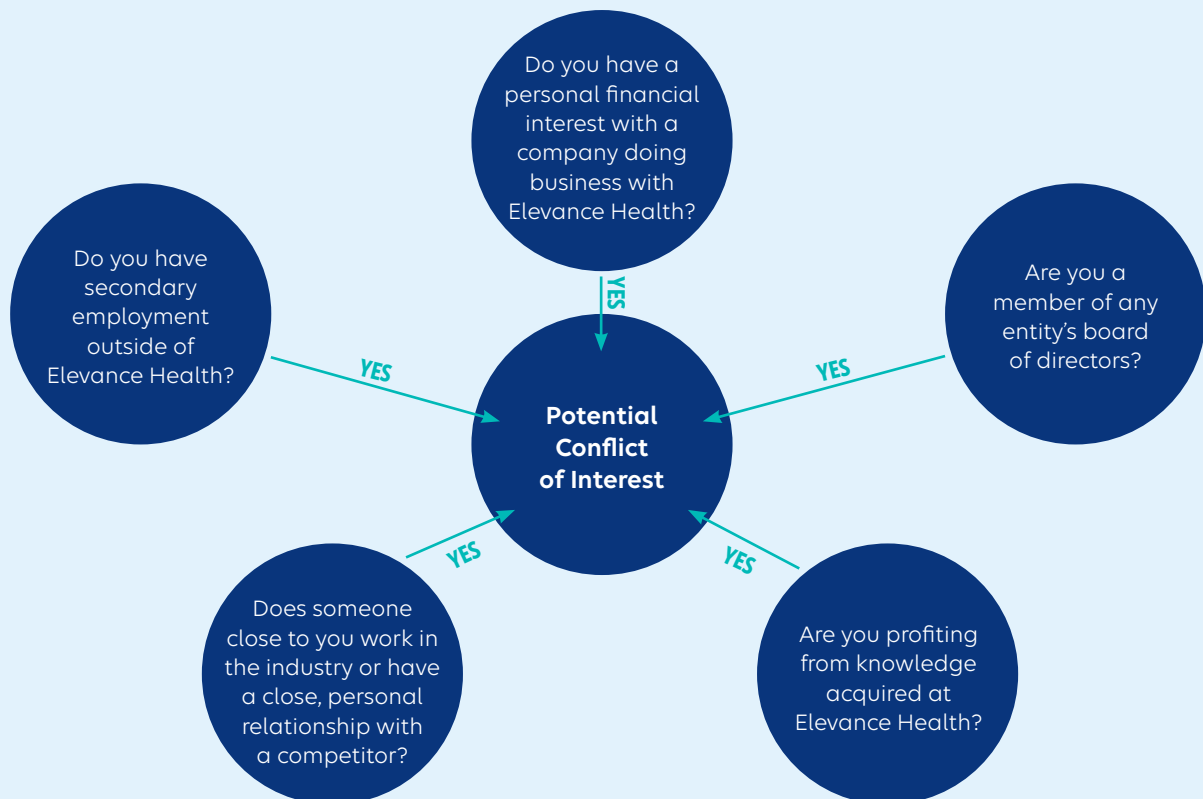 Do you have a
personal financial
interest with a
company doing
business with
Elevance Health?
YES
Do you have
secondary
employment
outside of
Elevance Health?
YES
Are you a
member of any
entity’s board
of directors?
YES
Potential
Conflict
of Interest
Does someone
close to you work in
the industry or have
a close, personal
relationship with
a competitor?
YES
Are you profiting
from knowledge
acquired at
Elevance Health?
YES